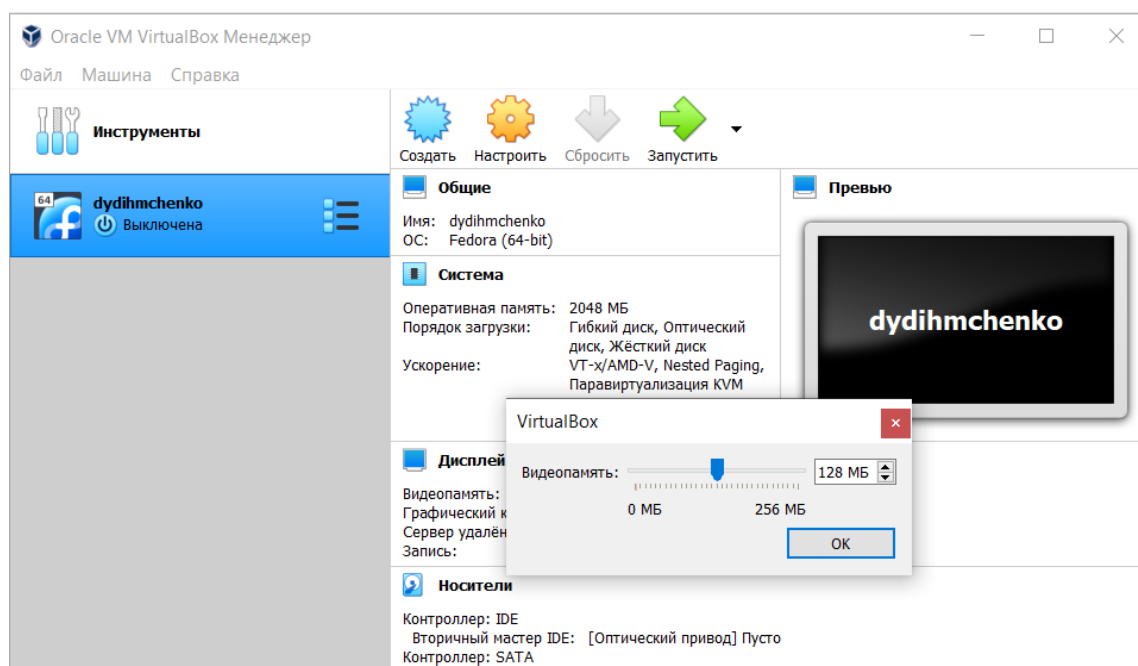 Oracle VM VirtualBox Менеджер
Файл Машина Справка
Инструменты
Создать Настроить Сбросить Запустить
64
dydihmchenko
Выключена
Общие
Имя: dydihmchenko
ОС: Fedora (64-bit)
Система
Оперативная память: 2048 МБ
Порядок загрузки: Гибкий диск, Оптический
диск, Жёсткий диск
Ускорение: VT-x/AMD-V, Nested Paging,
Паравиртуализация KVM
Превью
dydihmchenko
VirtualBox
Видеопамять: 128 МБ
0 МБ 256 МБ
OK
Дисплей
Видеопамять:
Графический к
Сервер удалён
Запись:
Носители
Контроллер: IDE
Вторичный мастер IDE: [Оптический привод] Пусто
Контроллер: SATA